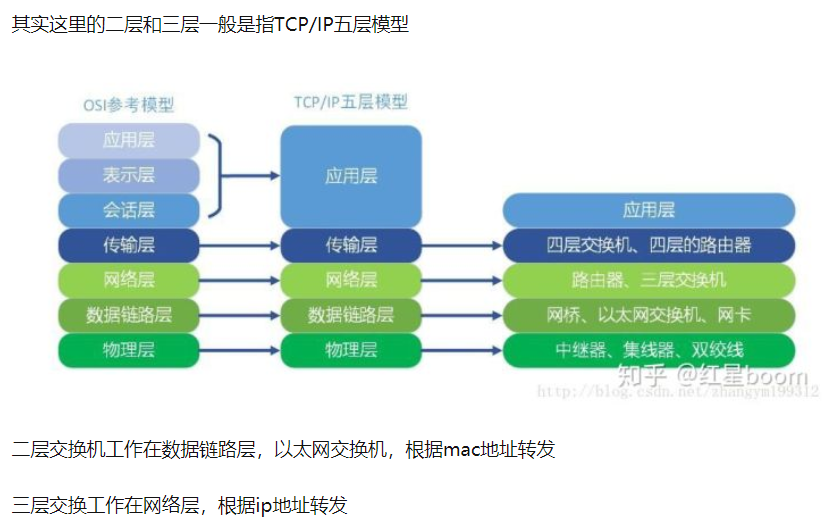 其实这里的二层和三层一般是指TCP/IP五层模型
OSI参考模型
TCP/IP五层模型
应用层
表示层
会话层
传输层
网络层
数据链路层
物理层
应用层
传输层
网络层
数据链路层
物理层
应用层
四层交换机、四层的路由器
路由器、三层交换机
网桥、以太网交换机、网卡
中继器、集线器、双绞线
知乎 @红星boom
http://blog.csdn.net/zhangym199312
二层交换机工作在数据链路层，以太网交换机，根据mac地址转发
三层交换工作在网络层，根据ip地址转发